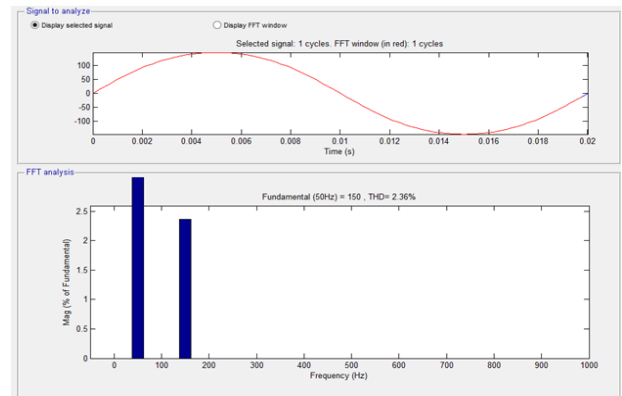 Signal to analyze
Display selected signal Display FFT window
Selected signal: 1 cycles. FFT window (in red): 1 cycles
100
50
0
-50
-100
0 0.002 0.004 0.006 0.008 0.01 0.012 0.014 0.016 0.018 0.02
Time (s)
FFT analysis
Fundamental (50Hz) = 150 , THD= 2.36%
2.5
2
1.5
1
0.5
0
Mag (% of Fundamental)
0 100 200 300 400 500 600 700 800 900 1000
Frequency (Hz)